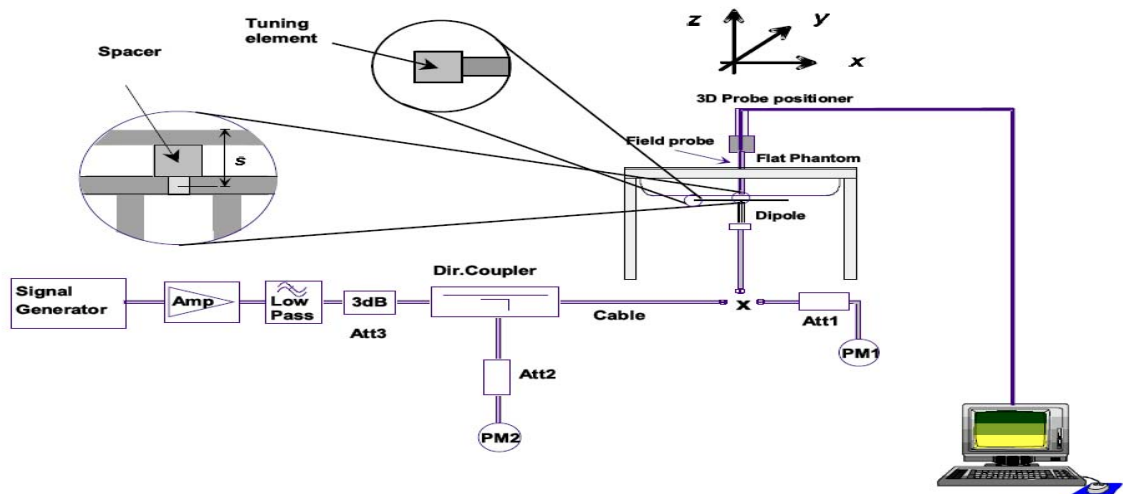 Tuning
element
Spacer
s
z
y
x
3D Probe positioner
Field probe
Flat Phantom
Dipole
Signal
Generator
Amp
Low
Pass
3dB
Att3
Dir.Coupler
Cable
X
Att1
PM1
Att2
PM2